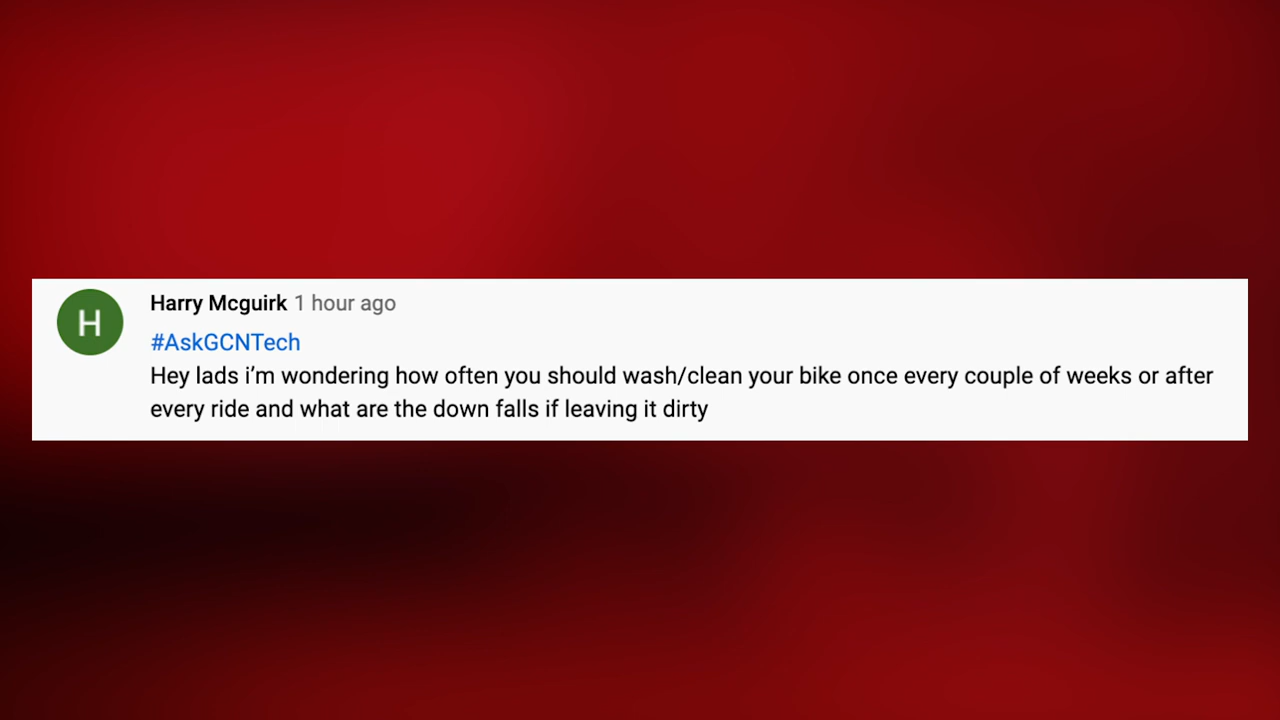 H
Harry Mcguirk 1 hour ago
#AskGCNTech
Hey lads i’m wondering how often you should wash/clean your bike once every couple of weeks or after
every ride and what are the down falls if leaving it dirty